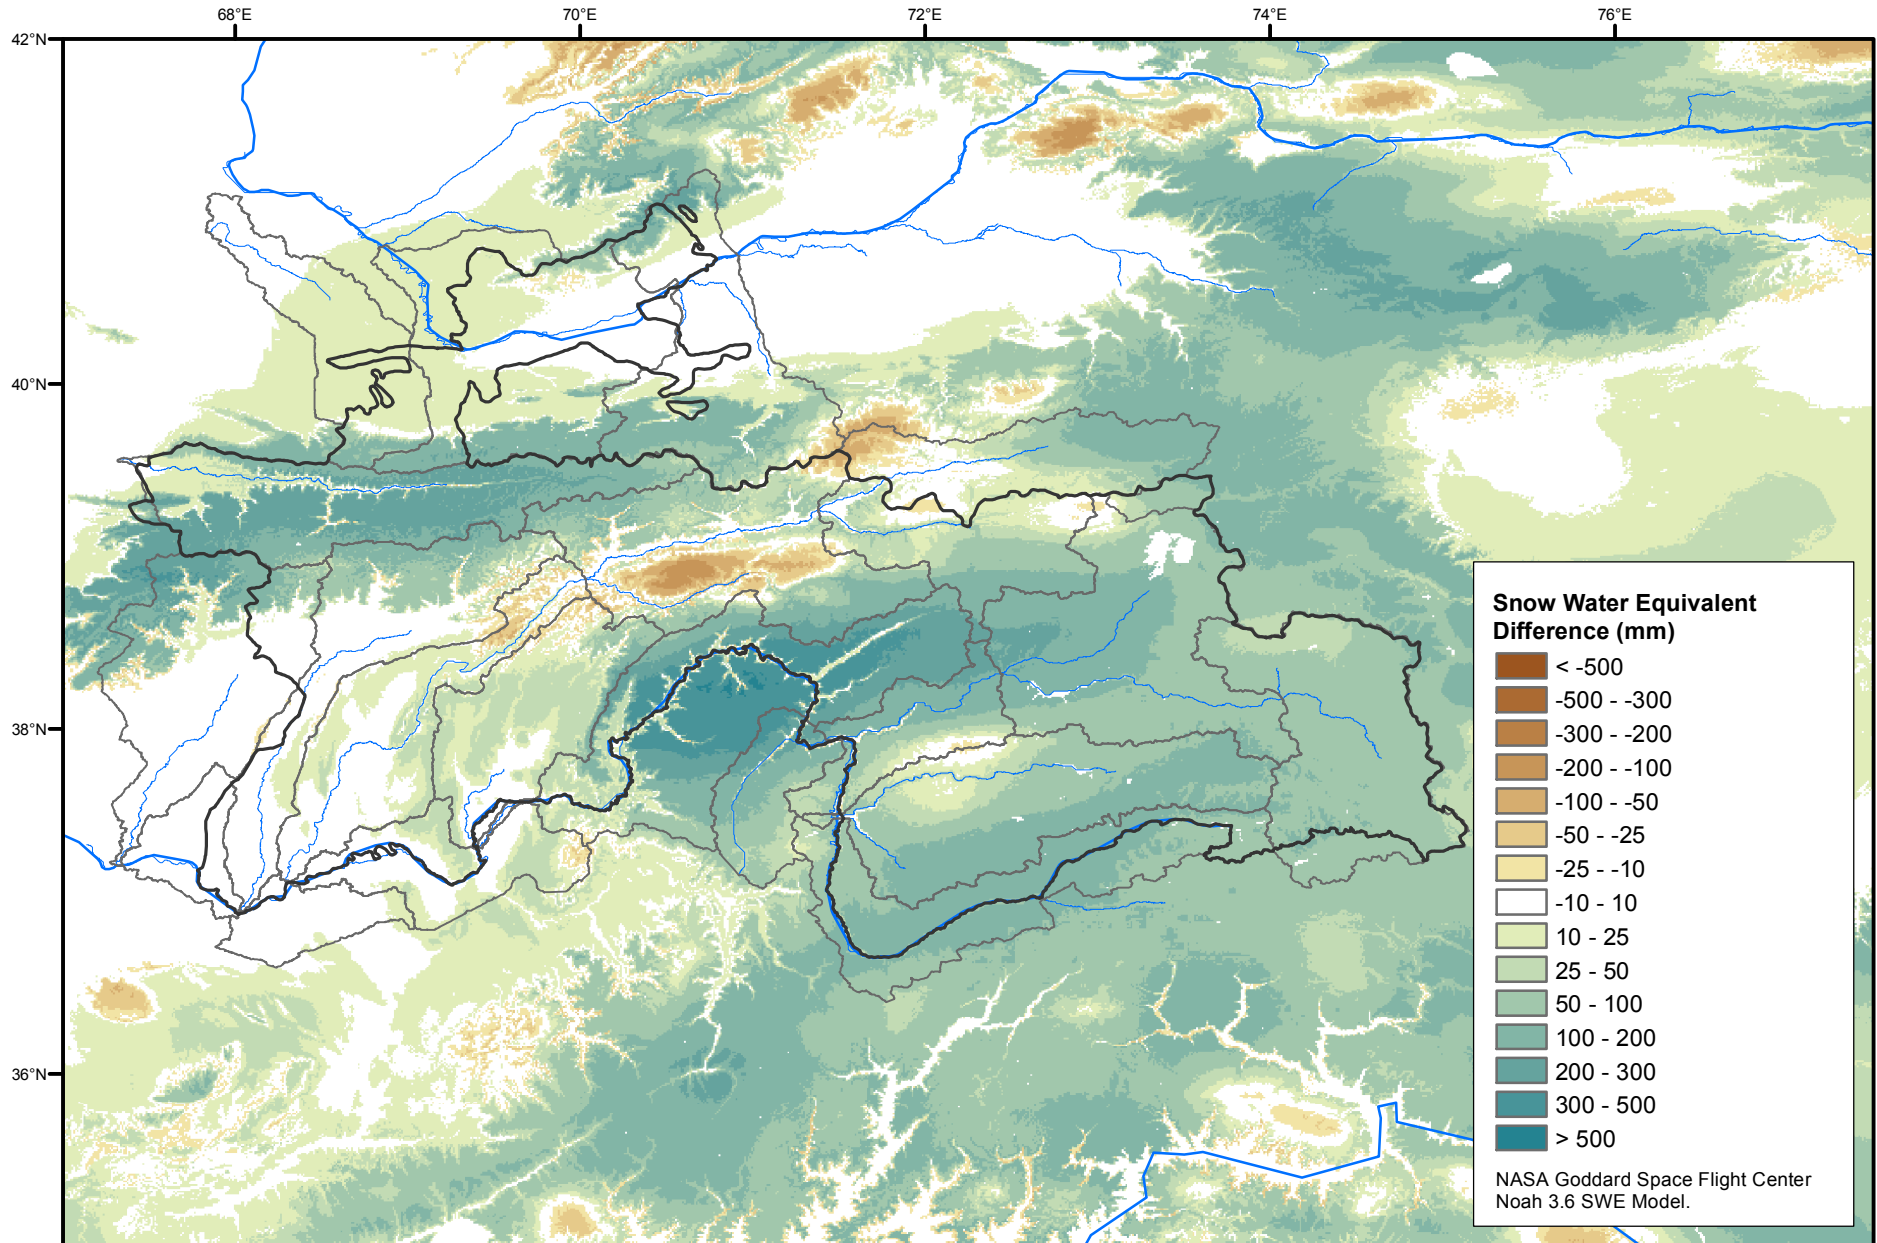 68°E 70°E 72°E 74°E 76°E
42°N
40°N
38°N
36°N
Snow Water Equivalent
Difference (mm)
< -500
-500 - -300
-300 - -200
-200 - -100
-100 - -50
-50 - -25
-25 - -10
-10 - 10
10 - 25
25 - 50
50 - 100
100 - 200
200 - 300
300 - 500
> 500
NASA Goddard Space Flight Center
Noah 3.6 SWE Model.